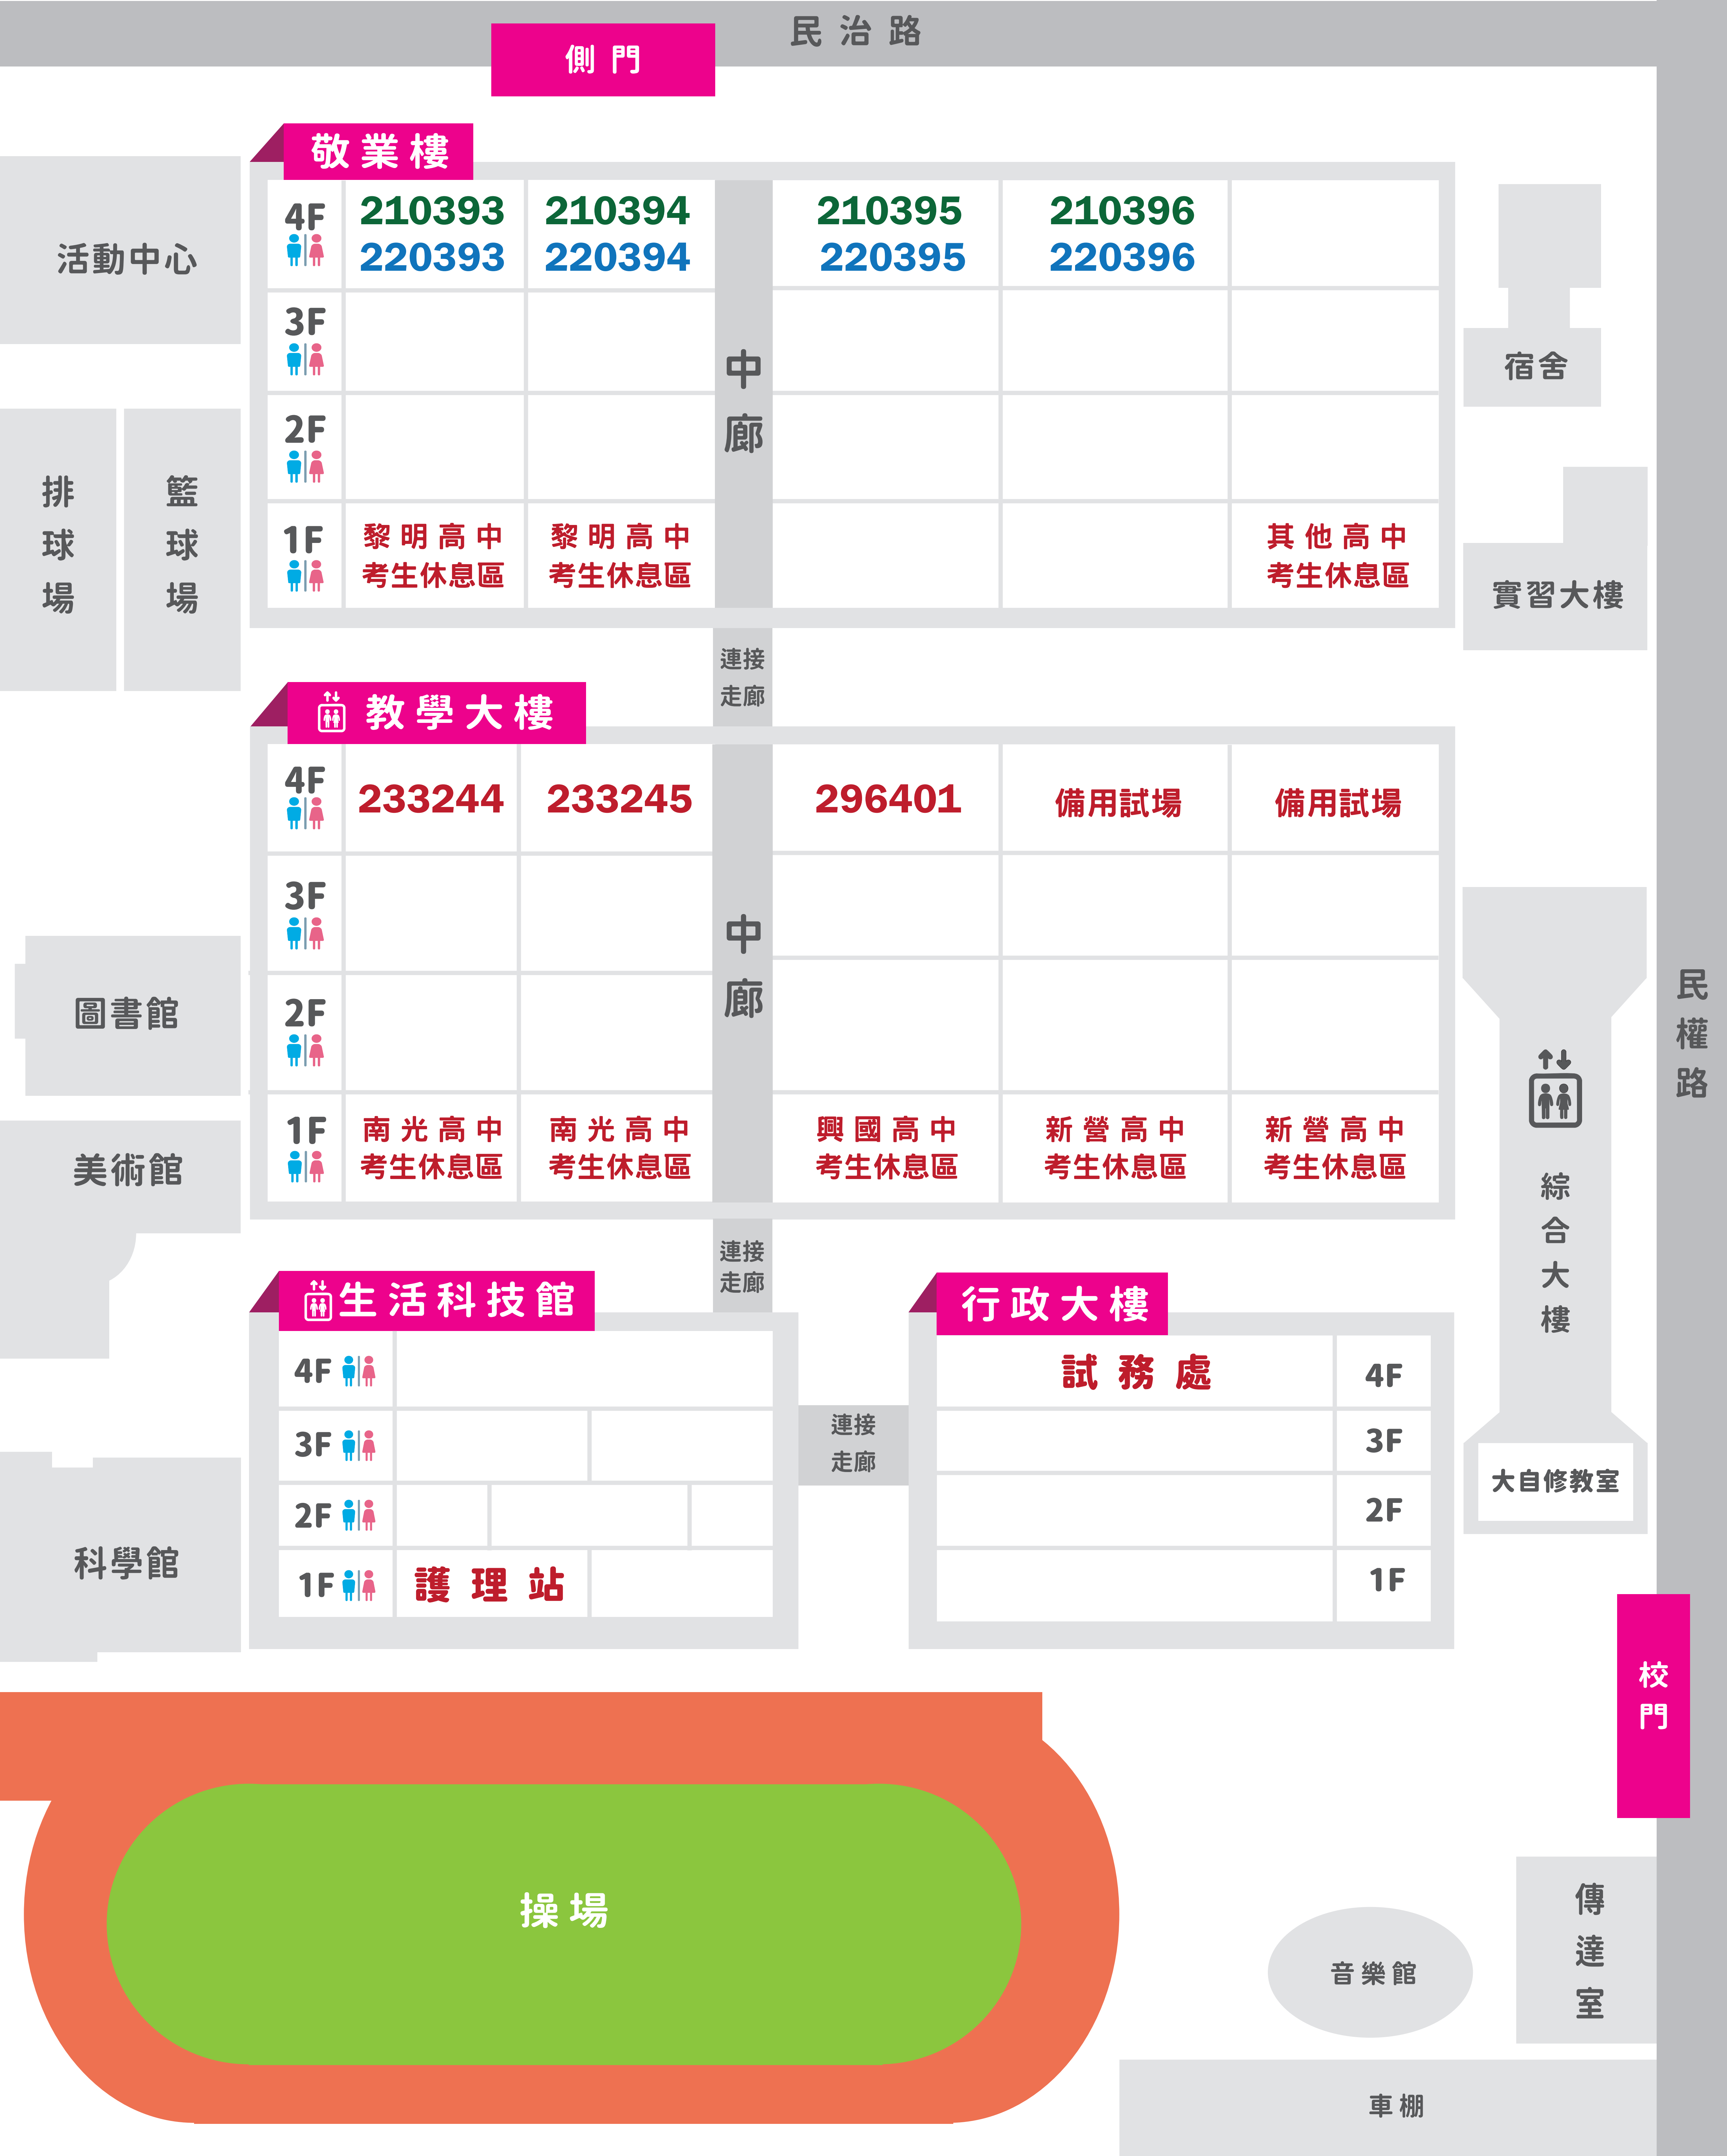 民治路
側門
敬業樓
4F
210393
220393
210394
220394
210395
220395
210396
220396
3F
2F
1F
黎明高中
考生休息區
黎明高中
考生休息區
其他高中
考生休息區
中廊
活動中心
排球場
籃球場
宿舍
實習大樓
連接
走廊
教學大樓
4F
233244
233245
296401
備用試場
備用試場
3F
2F
1F
南光高中
考生休息區
南光高中
考生休息區
興國高中
考生休息區
新營高中
考生休息區
新營高中
考生休息區
中廊
圖書館
美術館
民權路
綜合大樓
大自修教室
連接
走廊
生活科技館
4F
3F
2F
1F
護理站
連接
走廊
行政大樓
試務處
4F
3F
2F
1F
科學館
校門
操場
音樂館
傳達室
車棚